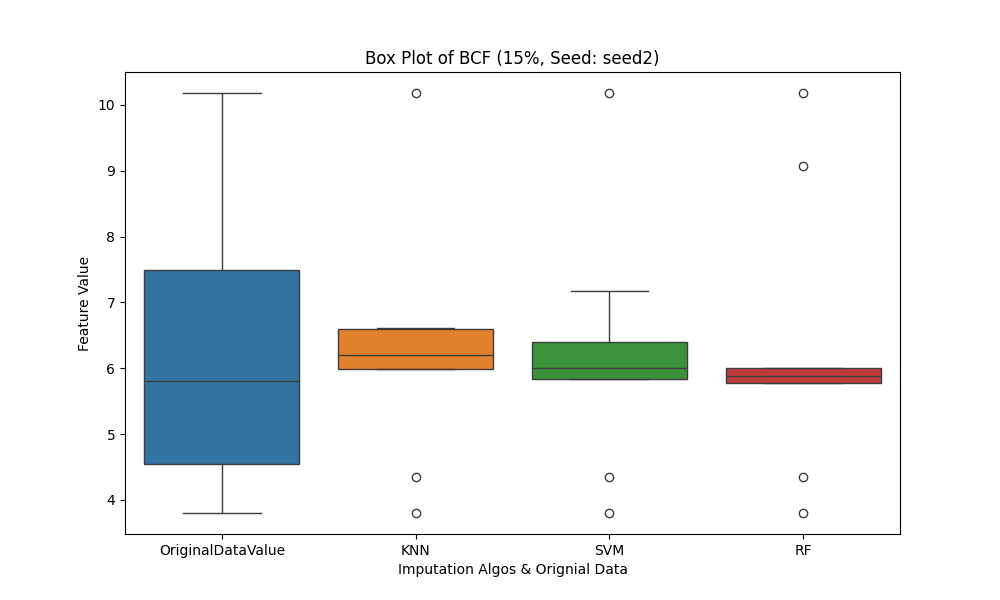 Box Plot of BCF (15%, Seed: seed2)
10
9
8
7
6
5
4
Feature Value
OriginalDataValue KNN SVM RF
Imputation Algos & Orignial Data